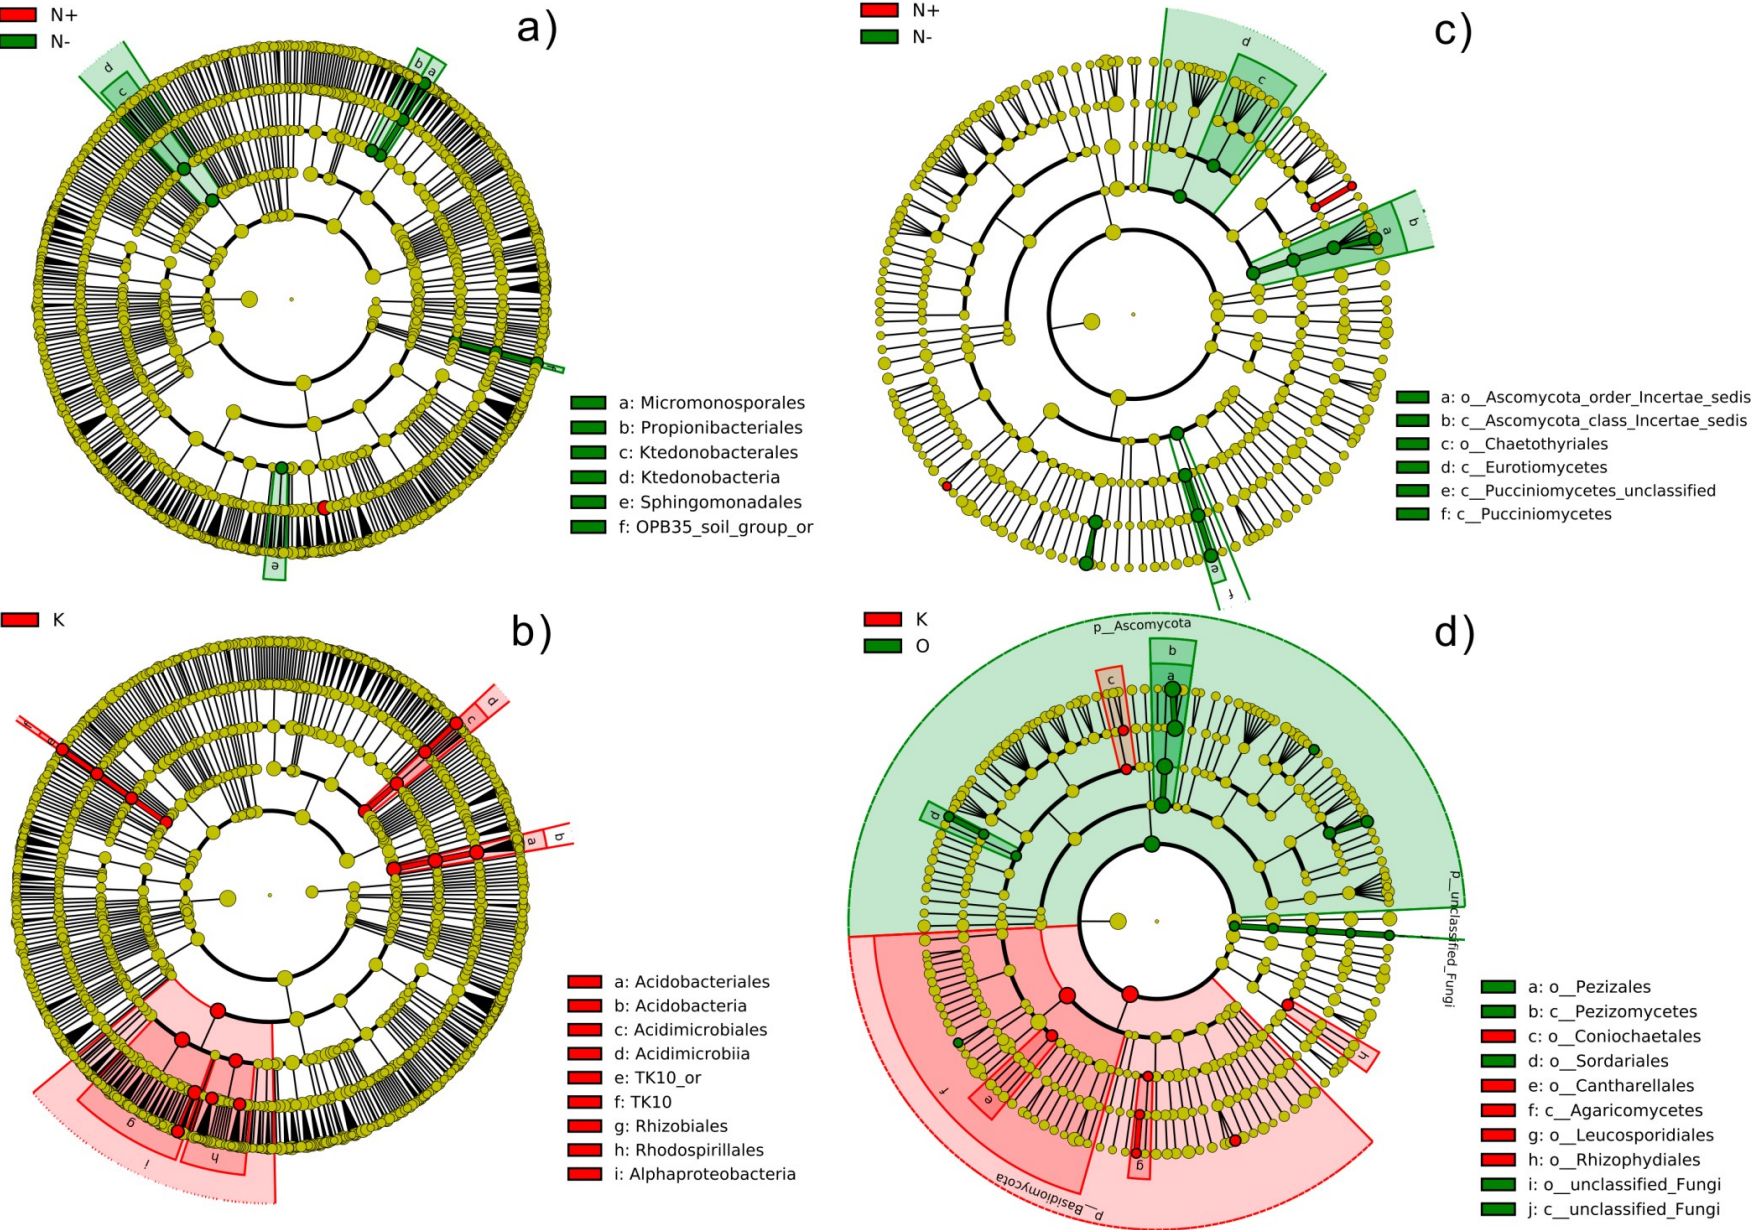 N+
N-
a)
d
c
b
a
e
a: Micromonosporales
b: Propionibacteriales
c: Ktedonobacterales
d: Ktedonobacteria
e: Sphingomonadales
f: OPB35_soil_group_or
N+
N-
c)
d
c
b
a
e
f
a: o__Ascomycota_order_Incertae_sedis
b: c__Ascomycota_class_Incertae_sedis
c: o__Chaetothyriales
d: c__Eurotiomycetes
e: c__Pucciniomycetes_unclassified
f: c__Pucciniomycetes
K
b)
d
c
b
a
g
h
i
a: Acidobacteriales
b: Acidobacteria
c: Acidimicrobiales
d: Acidimicrobiia
e: TK10_or
f: TK10
g: Rhizobiales
h: Rhodospirillales
i: Alphaproteobacteria
K
O
d)
p__Ascomycota
b
a
c
d
p__unclassified_Fungi
h
f
e
g
p__Basidiomycota
a: o__Pezizales
b: c__Pezizomycetes
c: o__Coniochaetales
d: o__Sordariales
e: o__Cantharellales
f: c__Agaricomycetes
g: o__Leucosporidiales
h: o__Rhizophydiales
i: o__unclassified_Fungi
j: c__unclassified_Fungi